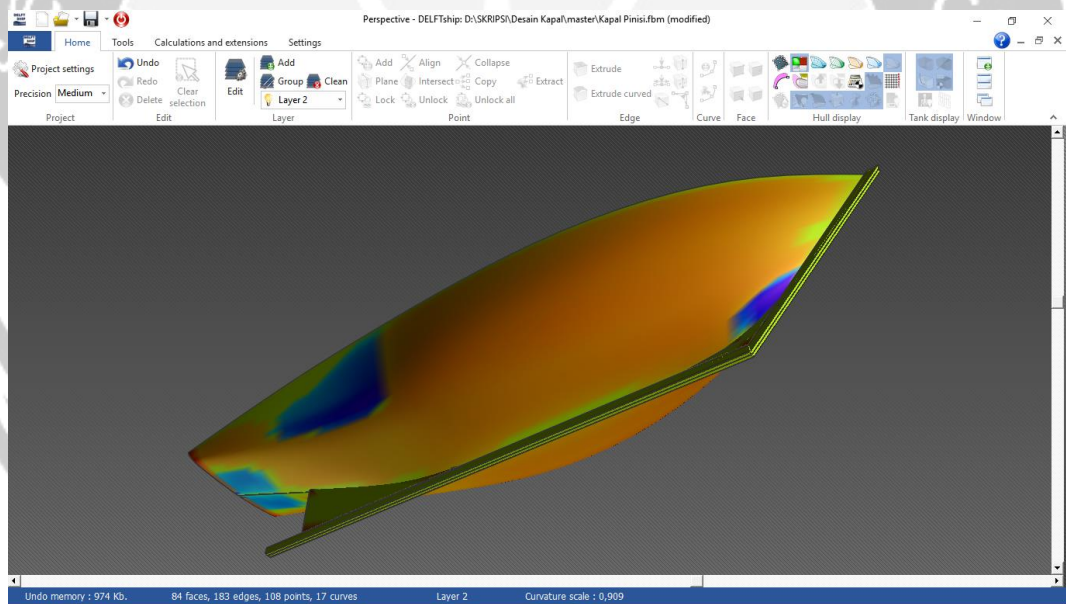 Perspective - DELFTship: D:\SKRIPSI\Desain Kapal\master\Kapal Pinisi.fbm (modified)
Home Tools Calculations and extensions Settings
Project settings
Precision Medium
Project
Undo
Redo
Delete
Clear selection
Edit
Edit
Add
Group Clean
Layer 2
Layer
Add Align Collapse
Plane Intersect Copy Extract
Lock Unlock Unlock all
Point
Extrude
Extrude curved
Edge
Curve
Face
Hull display
Tank display
Window
Undo memory : 974 Kb. 84 faces, 183 edges, 108 points, 17 curves Layer 2 Curvature scale : 0,909